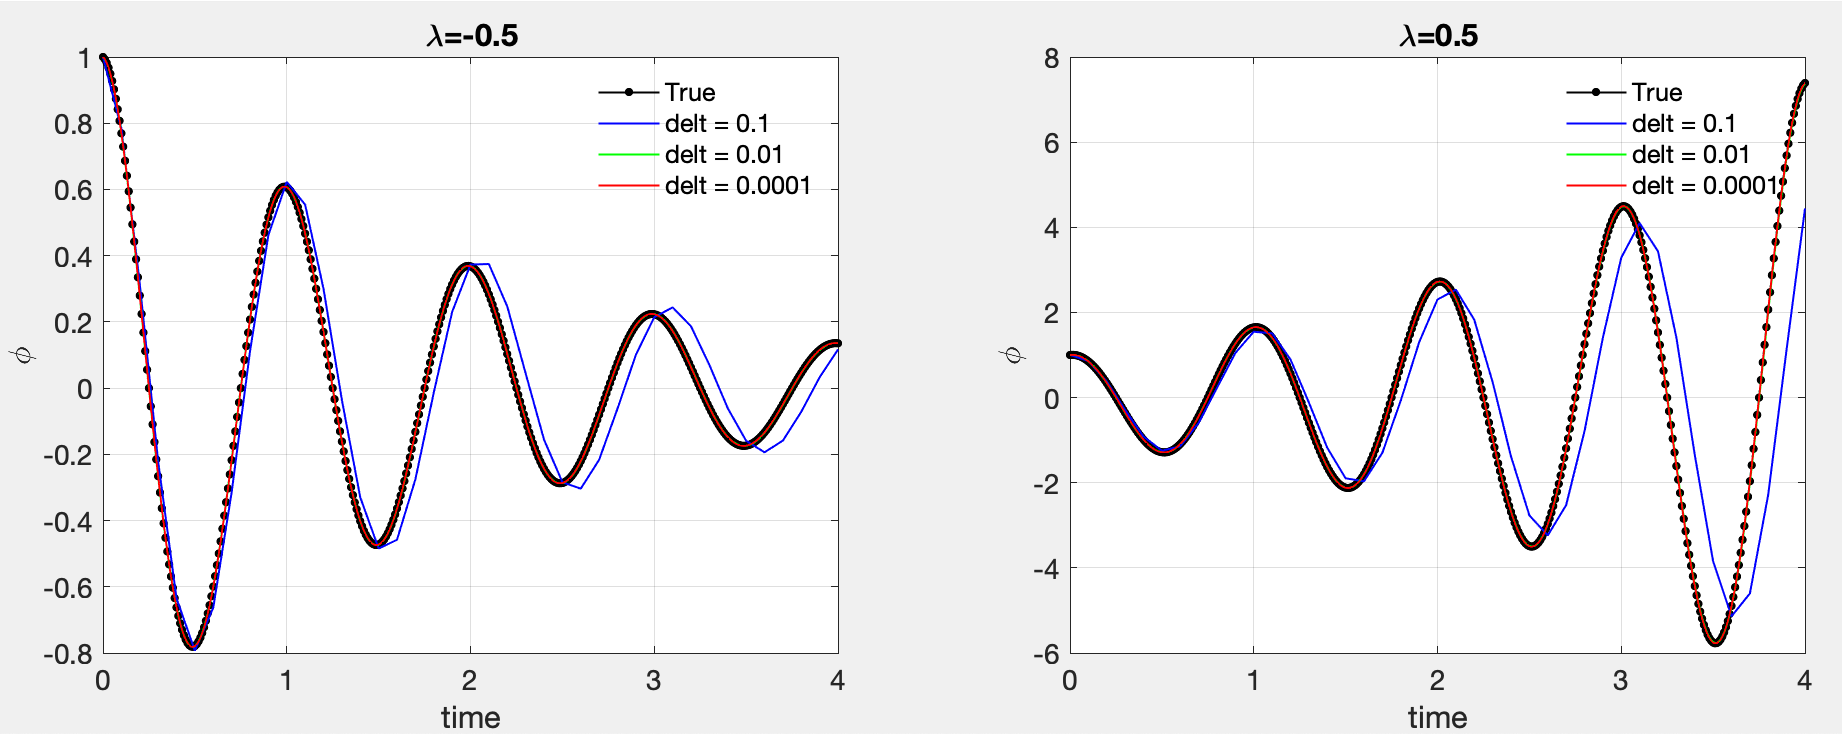 λ=-0.5
1
0.8
0.6
0.4
0.2
0
-0.2
-0.4
-0.6
-0.8
ϕ
True
delt = 0.1
delt = 0.01
delt = 0.0001
0 1 2 3 4
time
λ=0.5
8
6
4
2
0
-2
-4
-6
ϕ
True
delt = 0.1
delt = 0.01
delt = 0.0001
0 1 2 3 4
time